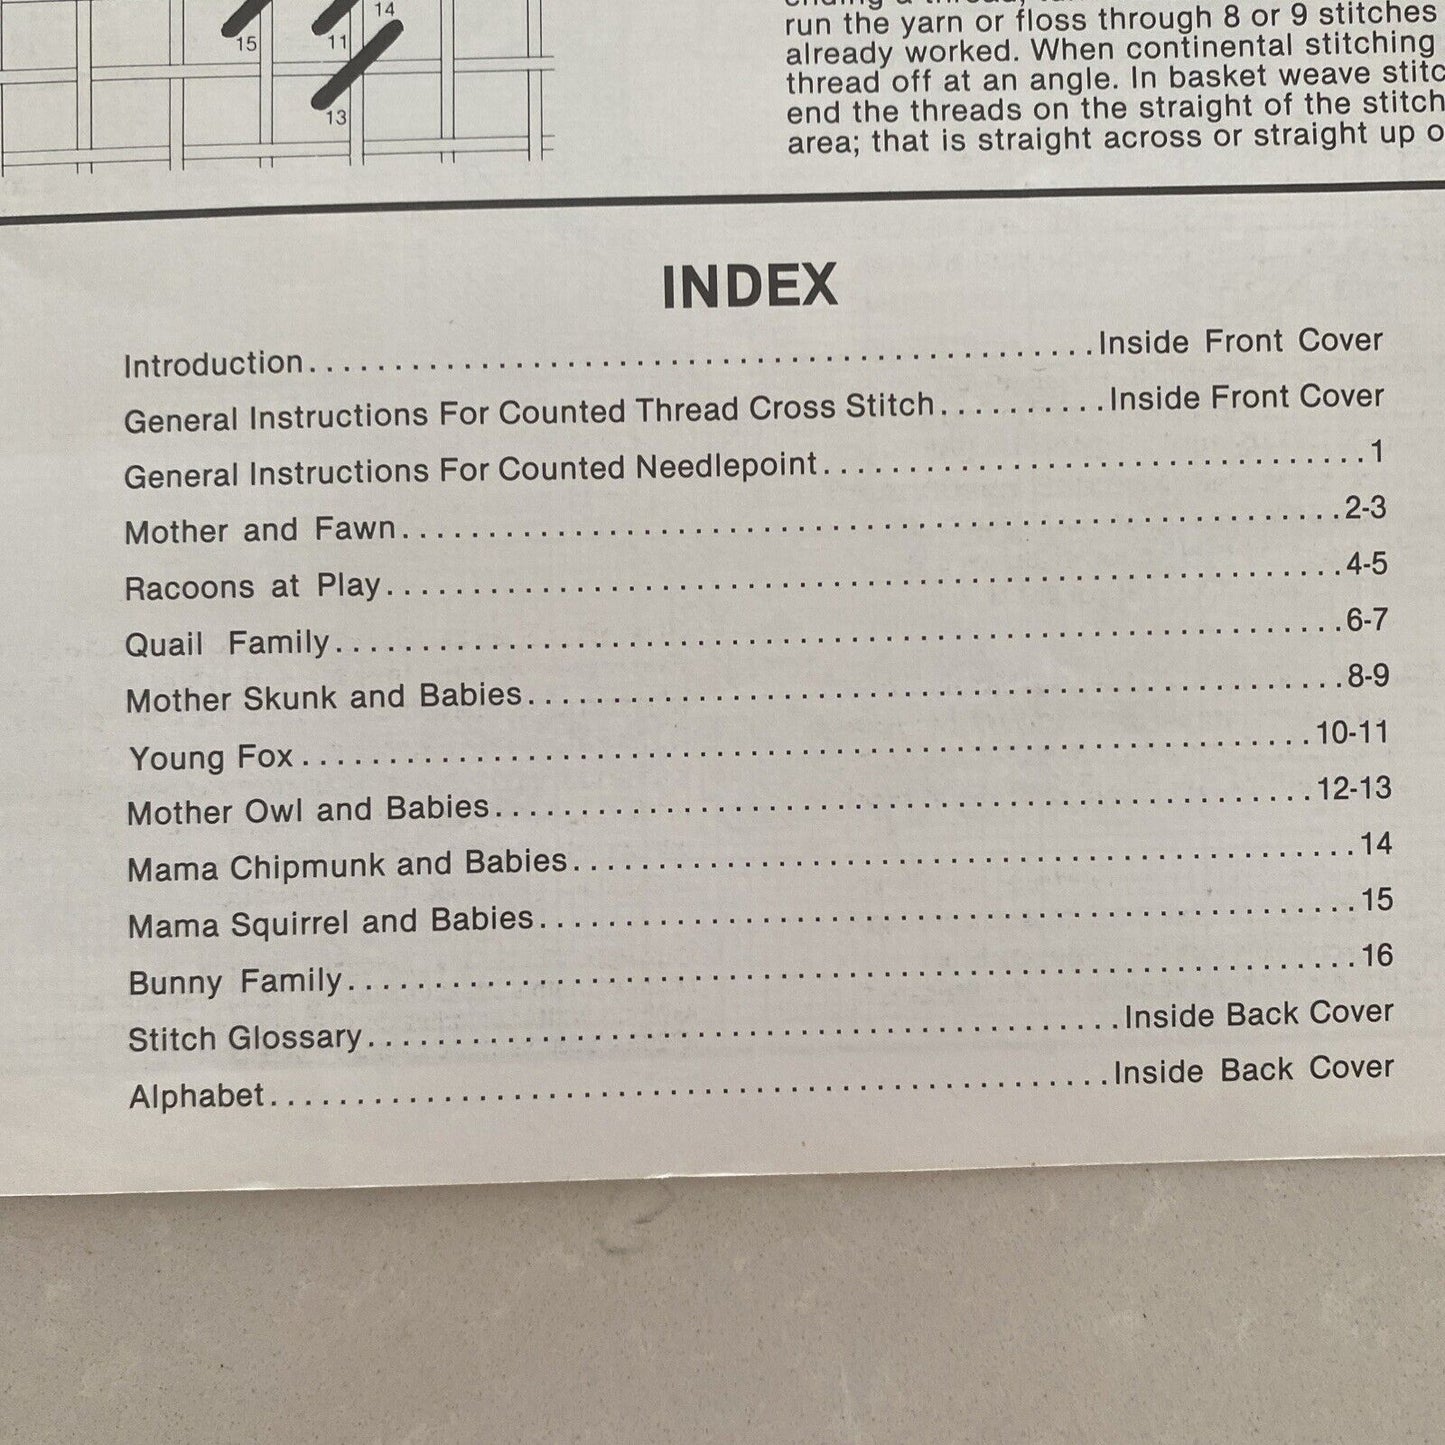 14
15
11
13
run the yarn or floss through 8 or 9 stitches
already worked. When continental stitching
thread off at an angle. In basket weave
end the threads on the straight of the stitch
area; that is straight across or straight up
INDEX
Introduction..........Inside Front Cover
General Instructions For Counted Thread Cross Stitch..........Inside Front Cover
General Instructions For Counted Needlepoint..........1
Mother and Fawn..........2-3
Racoons at Play..........4-5
Quail Family..........6-7
Mother Skunk and Babies..........8-9
Young Fox..........10-11
Mother Owl and Babies..........12-13
Mama Chipmunk and Babies..........14
Mama Squirrel and Babies..........15
Bunny Family..........16
Stitch Glossary..........Inside Back Cover
Alphabet..........Inside Back Cover